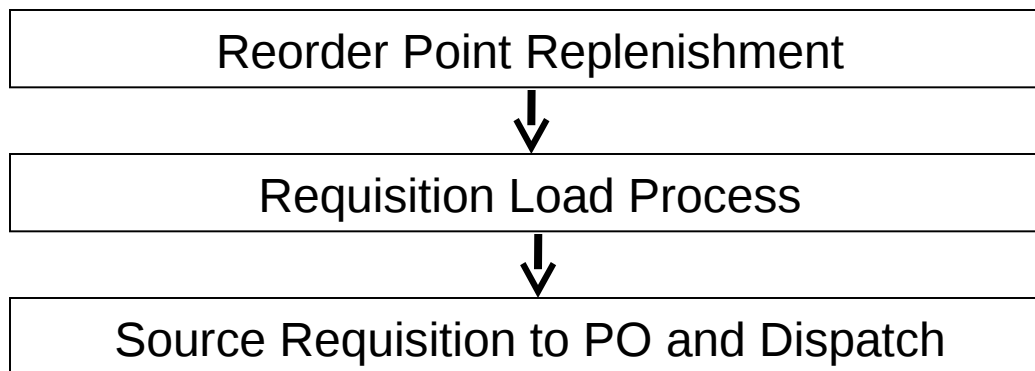 Reorder Point Replenishment
Requisition Load Process
Source Requisition to PO and Dispatch